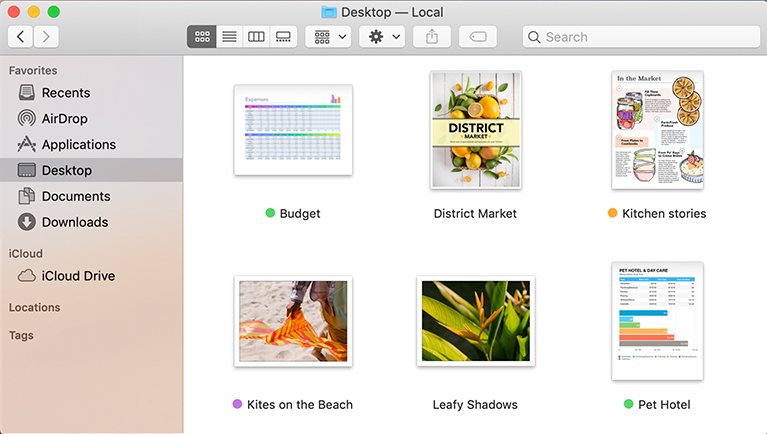 Desktop — Local
Search
Favorites
Recents
AirDrop
Applications
Desktop
Documents
Downloads
iCloud
iCloud Drive
Locations
Tags
Expenses
DISTRICT
MARKET
In the Market
PET HOTEL & DAY CARE
Budget
District Market
Kitchen stories
Kites on the Beach
Leafy Shadows
Pet Hotel